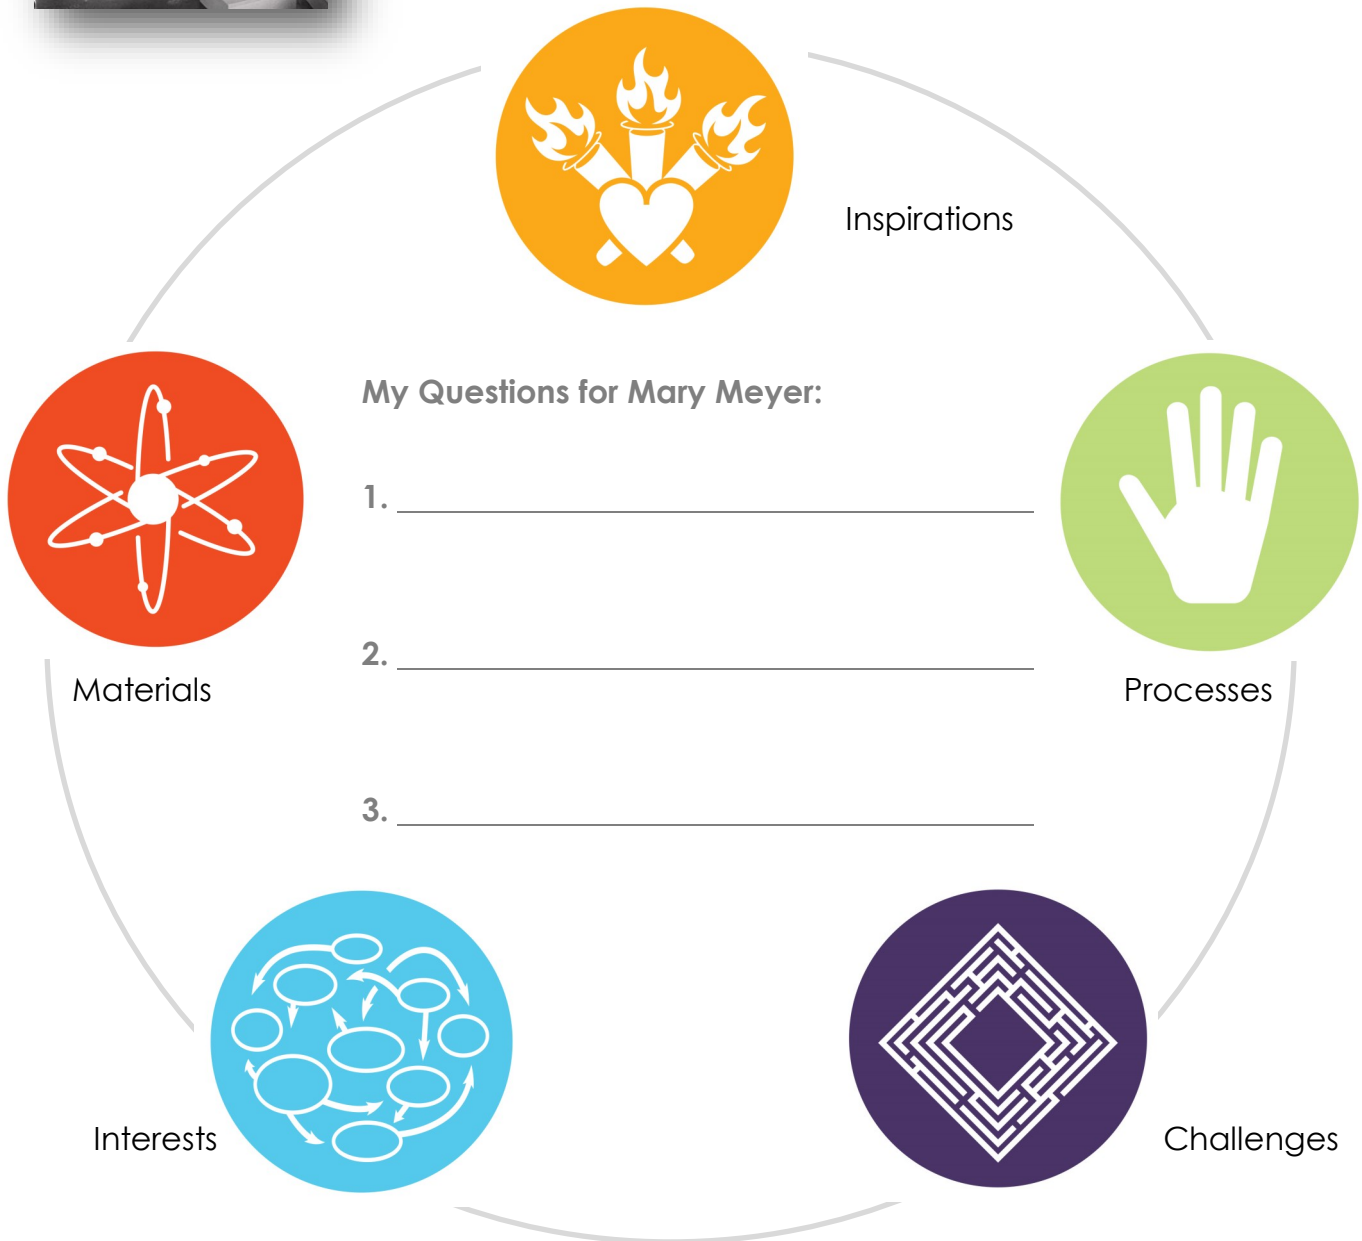 Inspirations
My Questions for Mary Meyer:
1.
Materials
2.
Processes
3.
Interests
Challenges